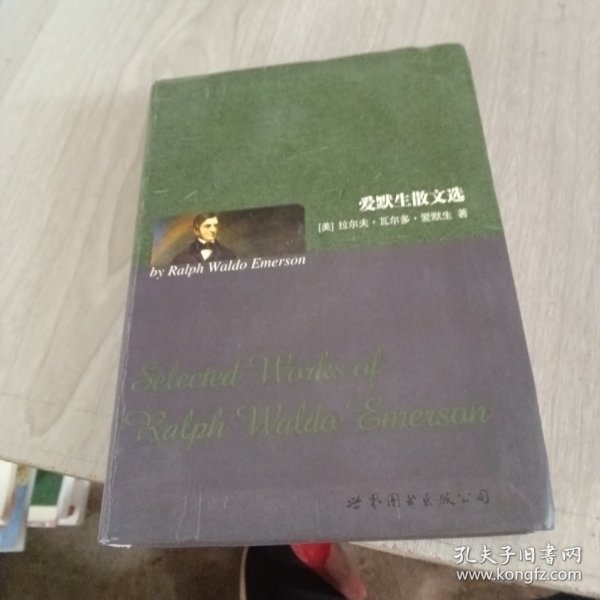 爱默生散文选
[美] 拉尔夫·瓦尔多·爱默生 著
by Ralph Waldo Emerson
Selected Works of
Ralph Waldo Emerson
世界图书出版公司
孔夫子旧书网
www.kongfz.com